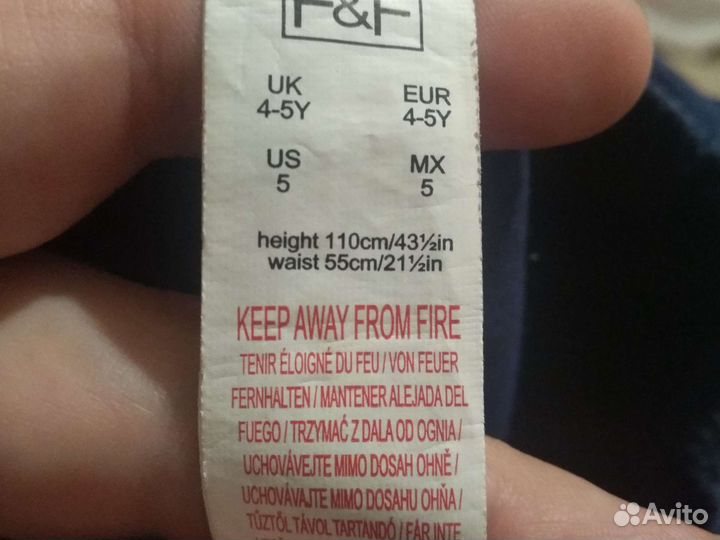 F&F
UK
4-5Y
EUR
4-5Y
US
5
MX
5
height 110cm/43½in
waist 55cm/21½in
KEEP AWAY FROM FIRE
TENIR ÉLOIGNÉ DU FEU / VON FEUER
FERNHALTEN / MANTENER ALEJADA DEL
FUEGO / TRZYMAĆ Z DALA OD OGNIA /
UCHOVÁVEJTE MIMO DOSAH OHNĚ /
UCHOVÁVAJTE MIMO DOSAHU OHŇA /
TŰZTŐL TÁVOL TARTANDÓ / FÅR INTE
Avito